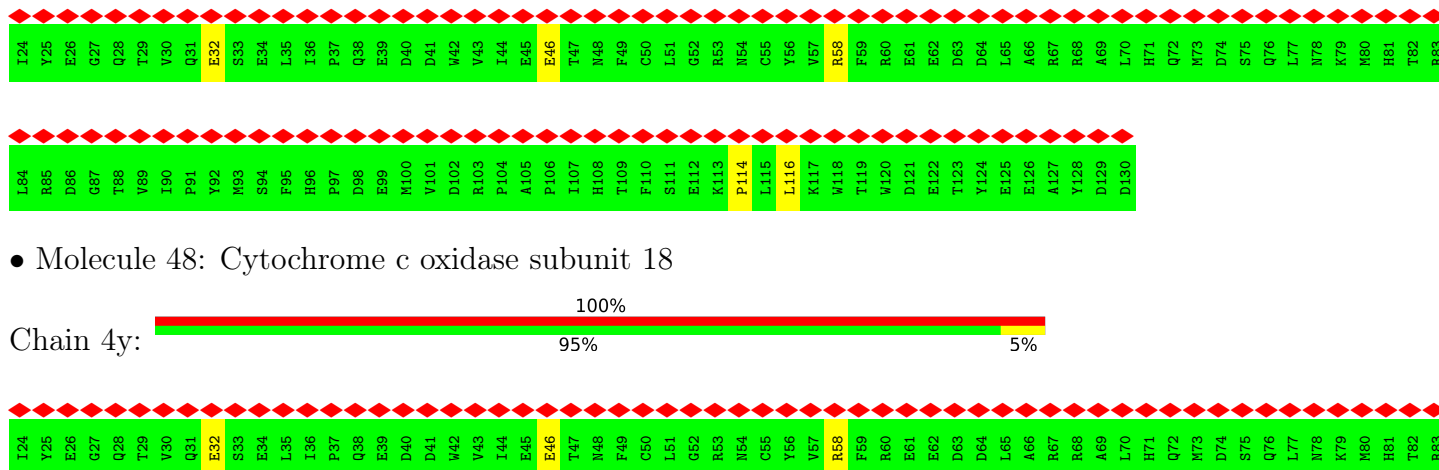 I24 Y25 E26 G27 Q28 T29 V30 Q31 E32 S33 E34 L35 I36 P37 Q38 E39 D40 D41 W42 V43 I44 E45 E46 T47 N48 F49 C50 L51 G52 R53 N54 C55 Y56 V57 R58 F59 R60 E61 E62 D63 D64 L65 A66 R67 R68 A69 L70 H71 Q72 M73 D74 S75 Q76 L77 N78 K79 M80 H81 T82 R83
L84 R85 D86 G87 T88 V89 I90 P91 Y92 M93 S94 F95 H96 P97 D98 E99 M100 V101 D102 R103 P104 A105 P106 I107 H108 T109 F110 S111 E112 K113 P114 L115 L116 K117 W118 T119 W120 D121 E122 T123 Y124 E125 E126 A127 Y128 D129 D130
• Molecule 48: Cytochrome c oxidase subunit 18
100%
Chain 4y:
95% 5%
I24 Y25 E26 G27 Q28 T29 V30 Q31 E32 S33 E34 L35 I36 P37 Q38 E39 D40 D41 W42 V43 I44 E45 E46 T47 N48 F49 C50 L51 G52 R53 N54 C55 Y56 V57 R58 F59 R60 E61 E62 D63 D64 L65 A66 R67 R68 A69 L70 H71 Q72 M73 D74 S75 Q76 L77 N78 K79 M80 H81 T82 R83